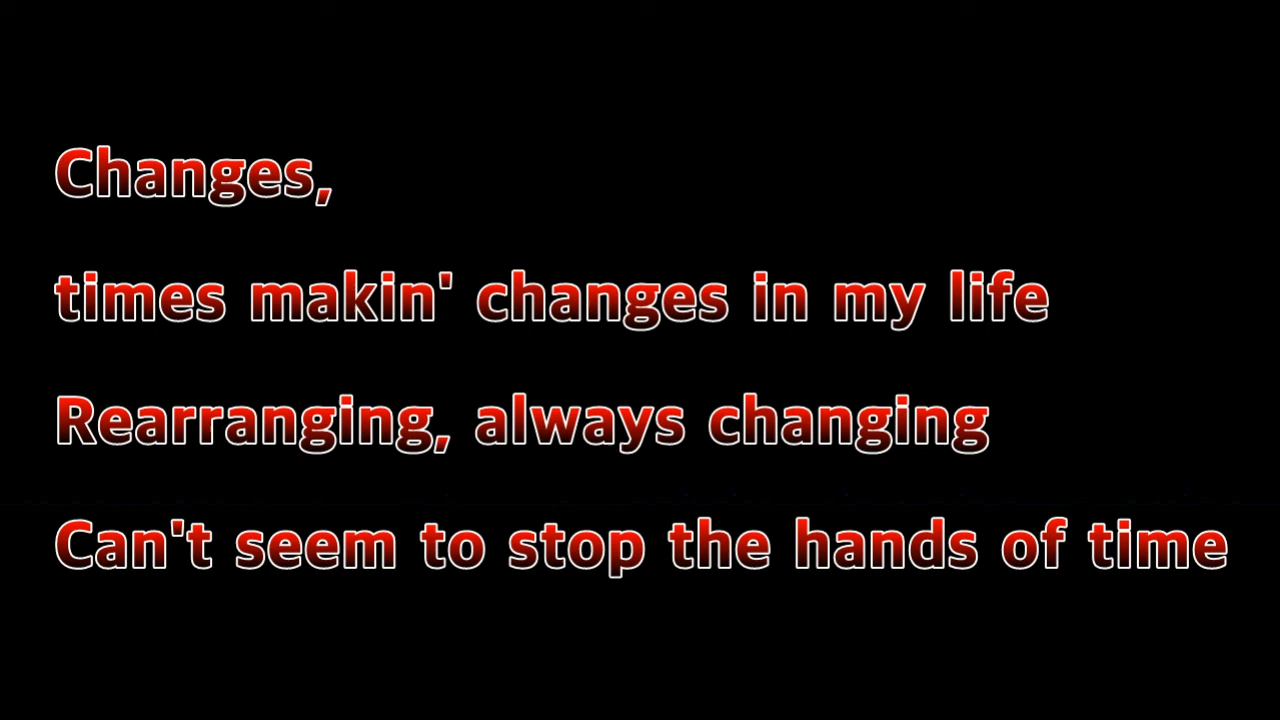 Changes,
times makin' changes in my life
Rearranging, always changing
Can't seem to stop the hands of time